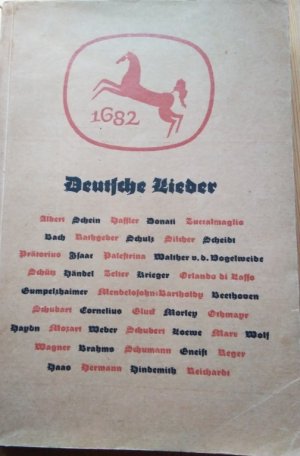 1682
Deutsche Lieder
Albert Schein Haßler Donati Zuccalmaglio
Bach Rathgeber Schulz Silcher Scheidt
Prätorius Isaac Palestrina Walther v. d. Vogelweide
Schütz Händel Zelter Krieger Orlando di Lasso
Gumpelzhaimer Mendelssohn-Bartholdy Beethoven
Schubart Cornelius Gluck Morley Othmayr
Haydn Mozart Weber Schubert Loewe Marx Wolf
Wagner Brahms Schumann Gneist Reger
Haas Hermann Hindemith Reichardt